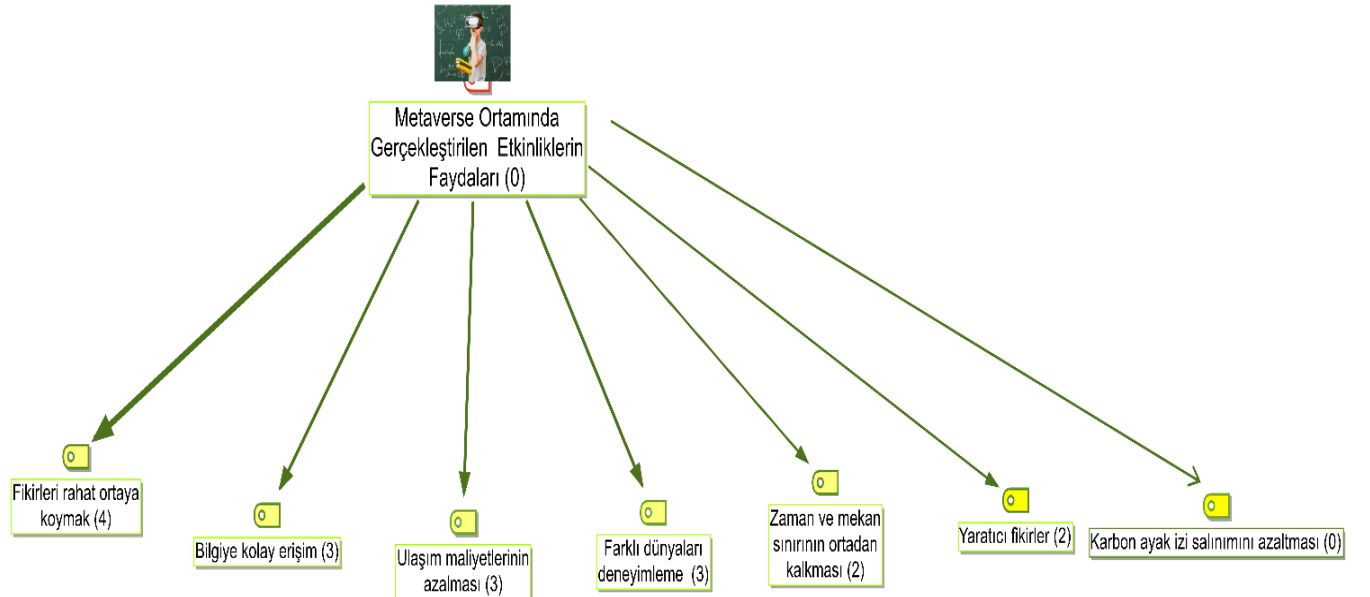 Metaverse Ortamında
Gerçekleştirilen Etkinliklerin
Faydaları (0)
Fikirleri rahat ortaya
koymak (4)
Bilgiye kolay erişim (3)
Ulaşım maliyetlerinin
azalması (3)
Farklı dünyaları
deneyimleme (3)
Zaman ve mekan
sınırının ortadan
kalkması (2)
Yaratıcı fikirler (2)
Karbon ayak izi salınımını azaltması (0)